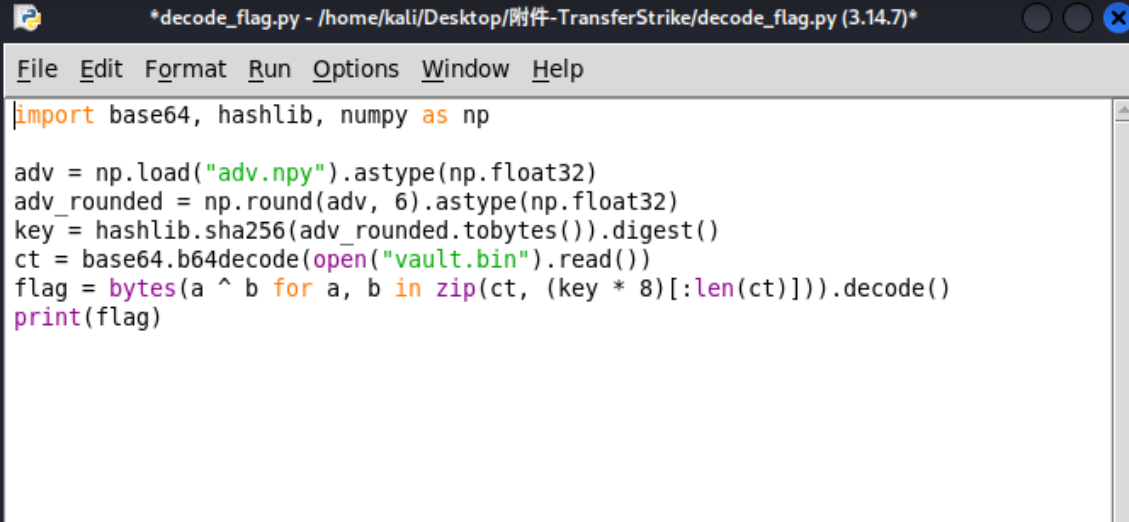 *decode_flag.py - /home/kali/Desktop/附件-TransferStrike/decode_flag.py (3.14.7)*
File Edit Format Run Options Window Help
import base64, hashlib, numpy as np
adv = np.load("adv.npy").astype(np.float32)
adv_rounded = np.round(adv, 6).astype(np.float32)
key = hashlib.sha256(adv_rounded.tobytes()).digest()
ct = base64.b64decode(open("vault.bin").read())
flag = bytes(a ^ b for a, b in zip(ct, (key * 8)[:len(ct)])).decode()
print(flag)